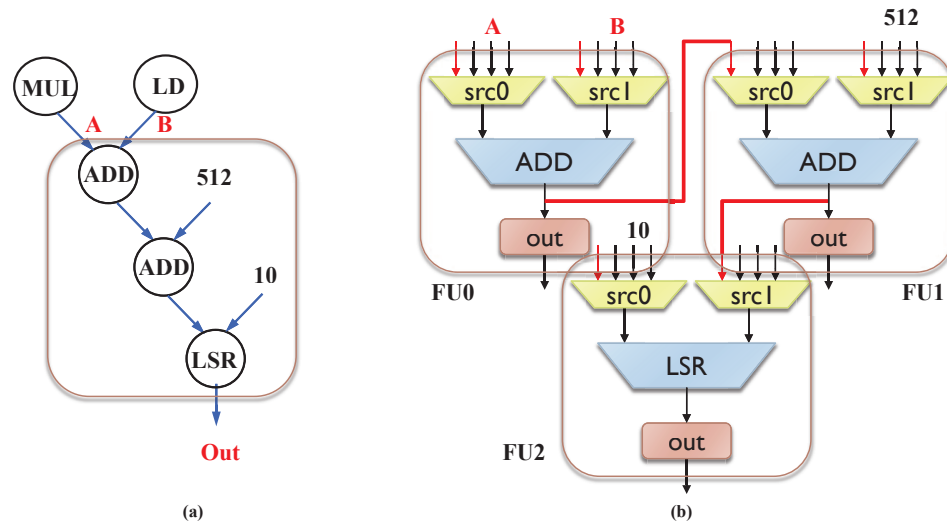 MUL
LD
A
B
ADD
512
ADD
10
LSR
Out
(a)
A
B
512
src0
src1
src0
src1
ADD
ADD
out
10
out
FU0
src0
src1
FU1
LSR
out
FU2
(b)